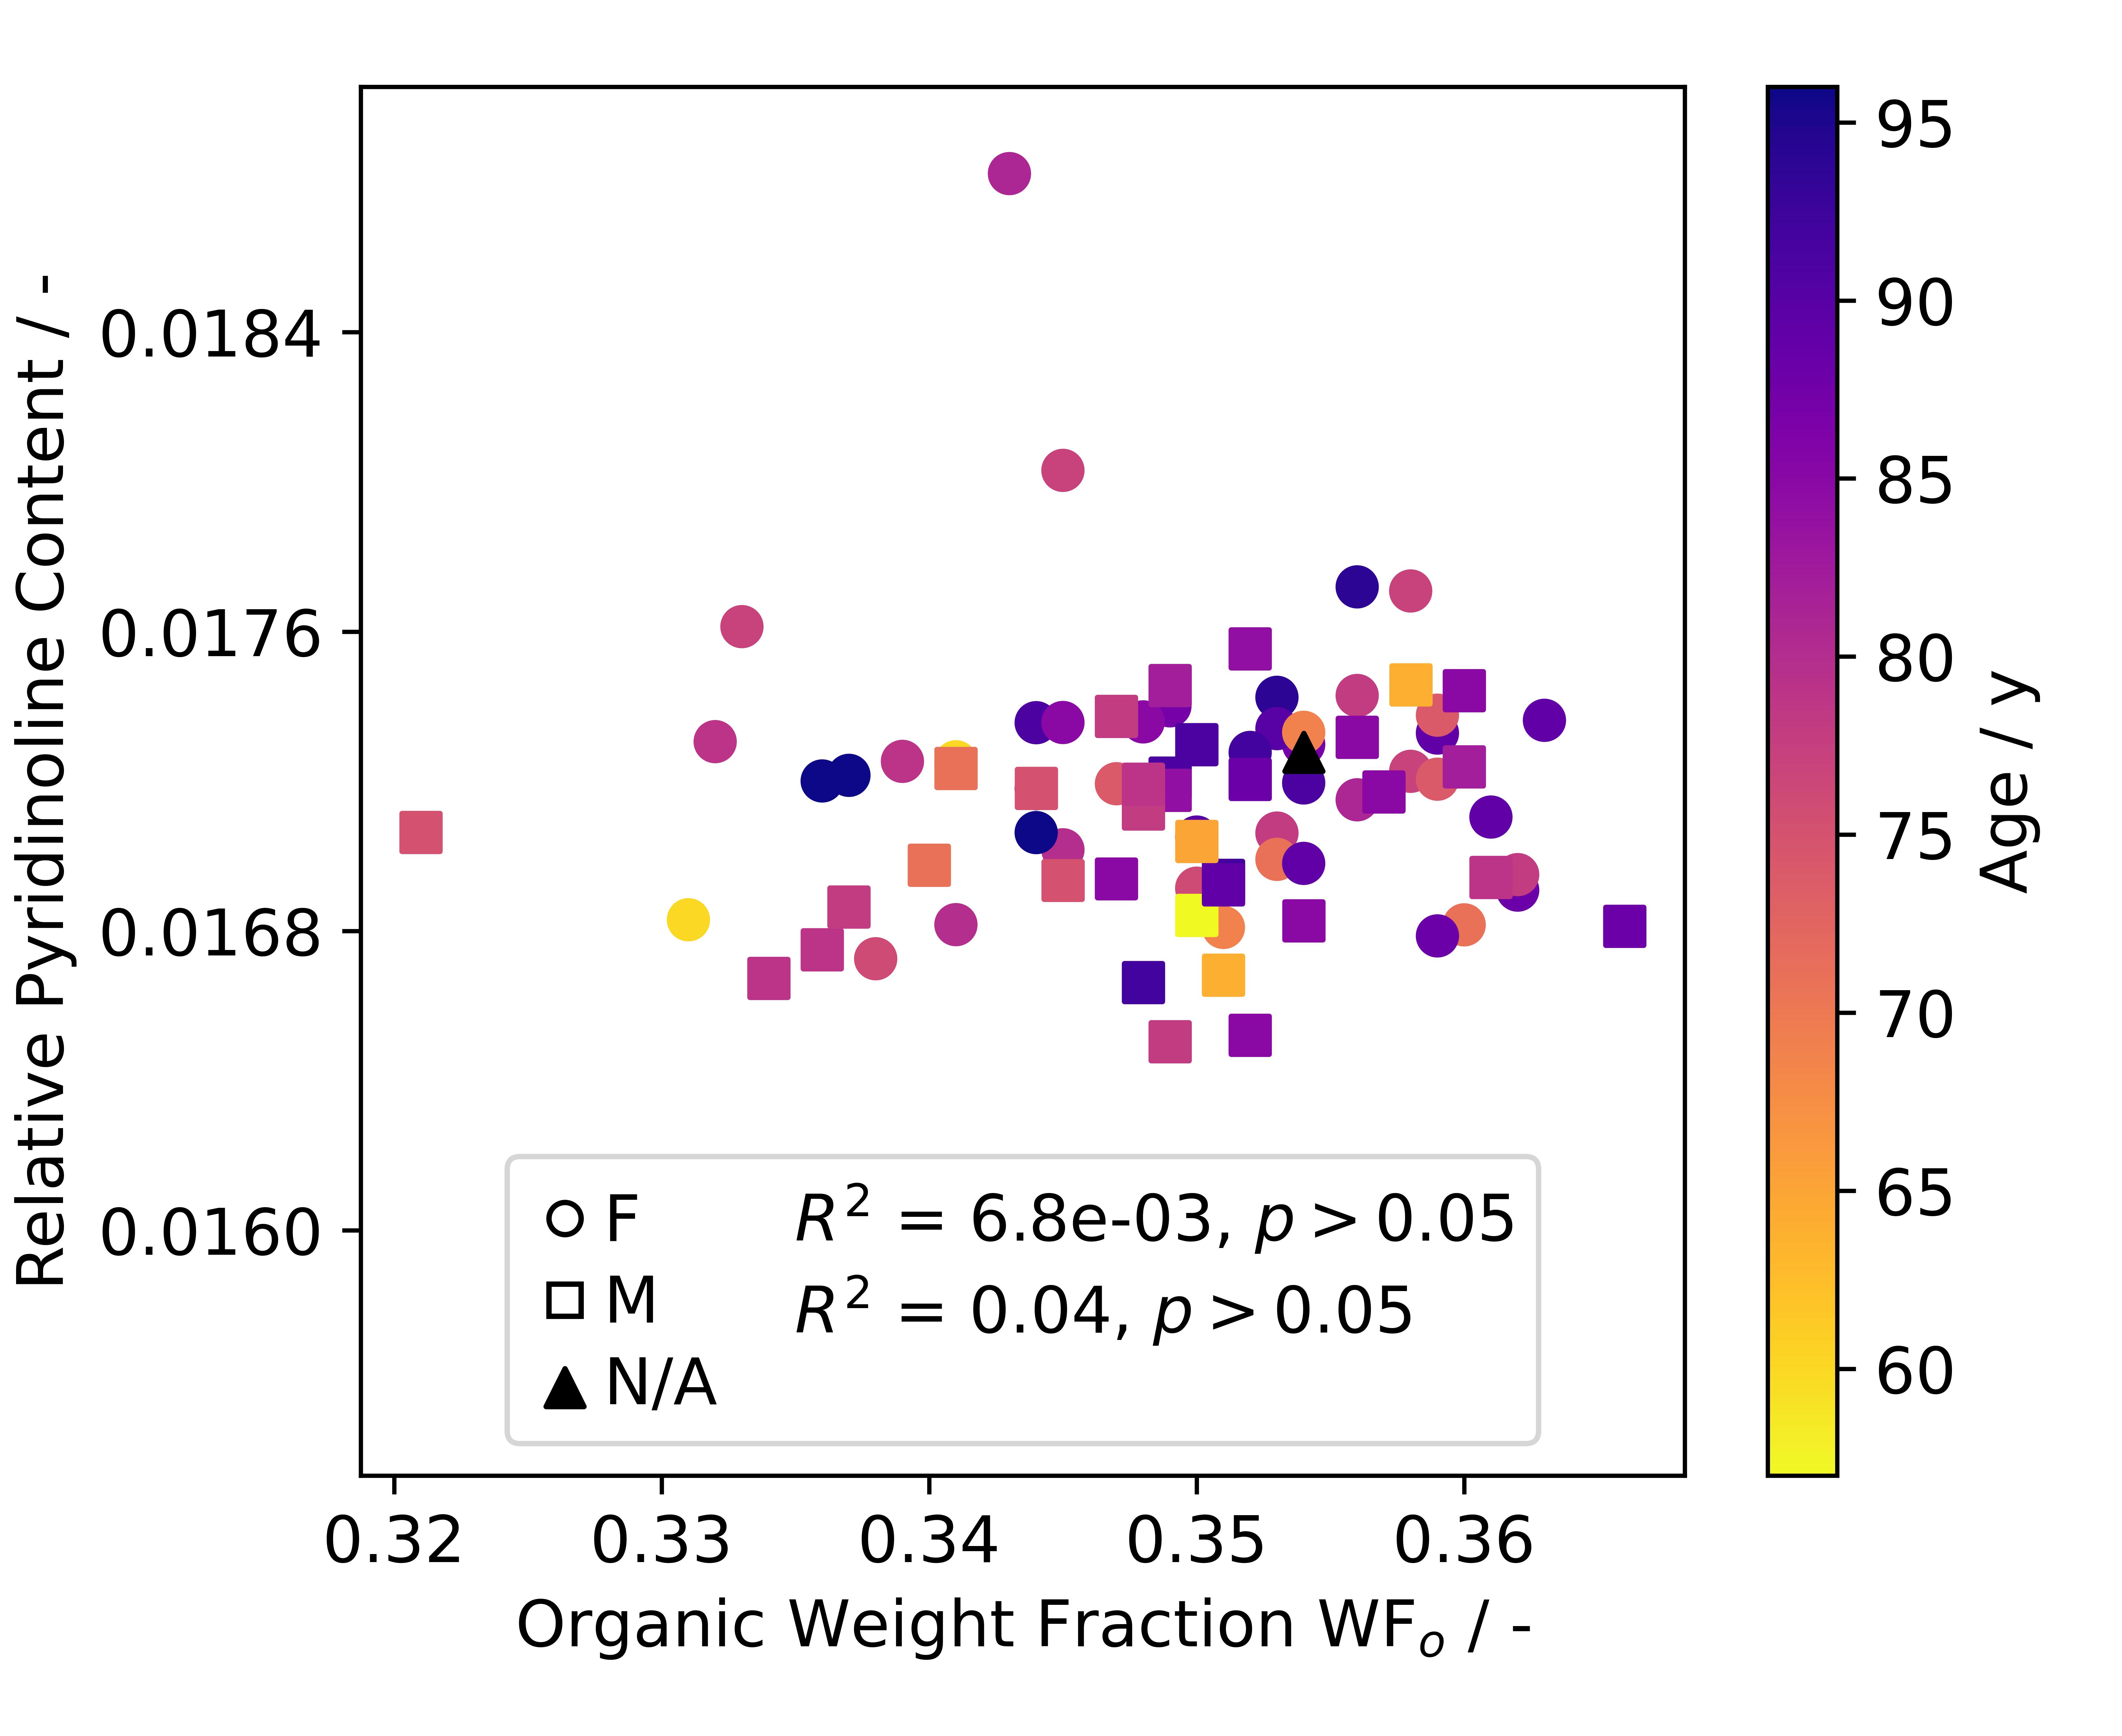 Relative Pyridinoline Content / -
0.0184
0.0176
0.0168
0.0160
F R² = 6.8e-03, p > 0.05
M R² = 0.04, p > 0.05
N/A
0.32 0.33 0.34 0.35 0.36
Organic Weight Fraction WFₒ / -
95
90
85
80
75
70
65
60
Age / y